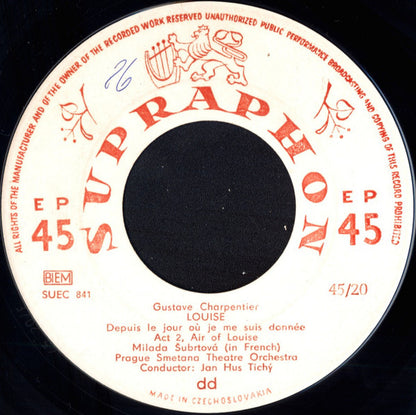 ALL RIGHTS OF THE MANUFACTURER AND OF THE OWNER OF THE RECORDED WORK RESERVED UNAUTHORIZED PUBLIC PERFORMANCE BROADCASTING AND COPYING OF THIS RECORD PROHIBITED
26
SUPRAPHON
EP EP
45 45
BIEM
SUEC 841 45/20
Gustave Charpentier
LOUISE
Depuis le jour où je me suis donnée
Act 2, Air of Louise
Milada Šubrtová (in French)
Prague Smetana Theatre Orchestra
Conductor: Jan Hus Tichý
dd
MADE IN CZECHOSLOVAKIA